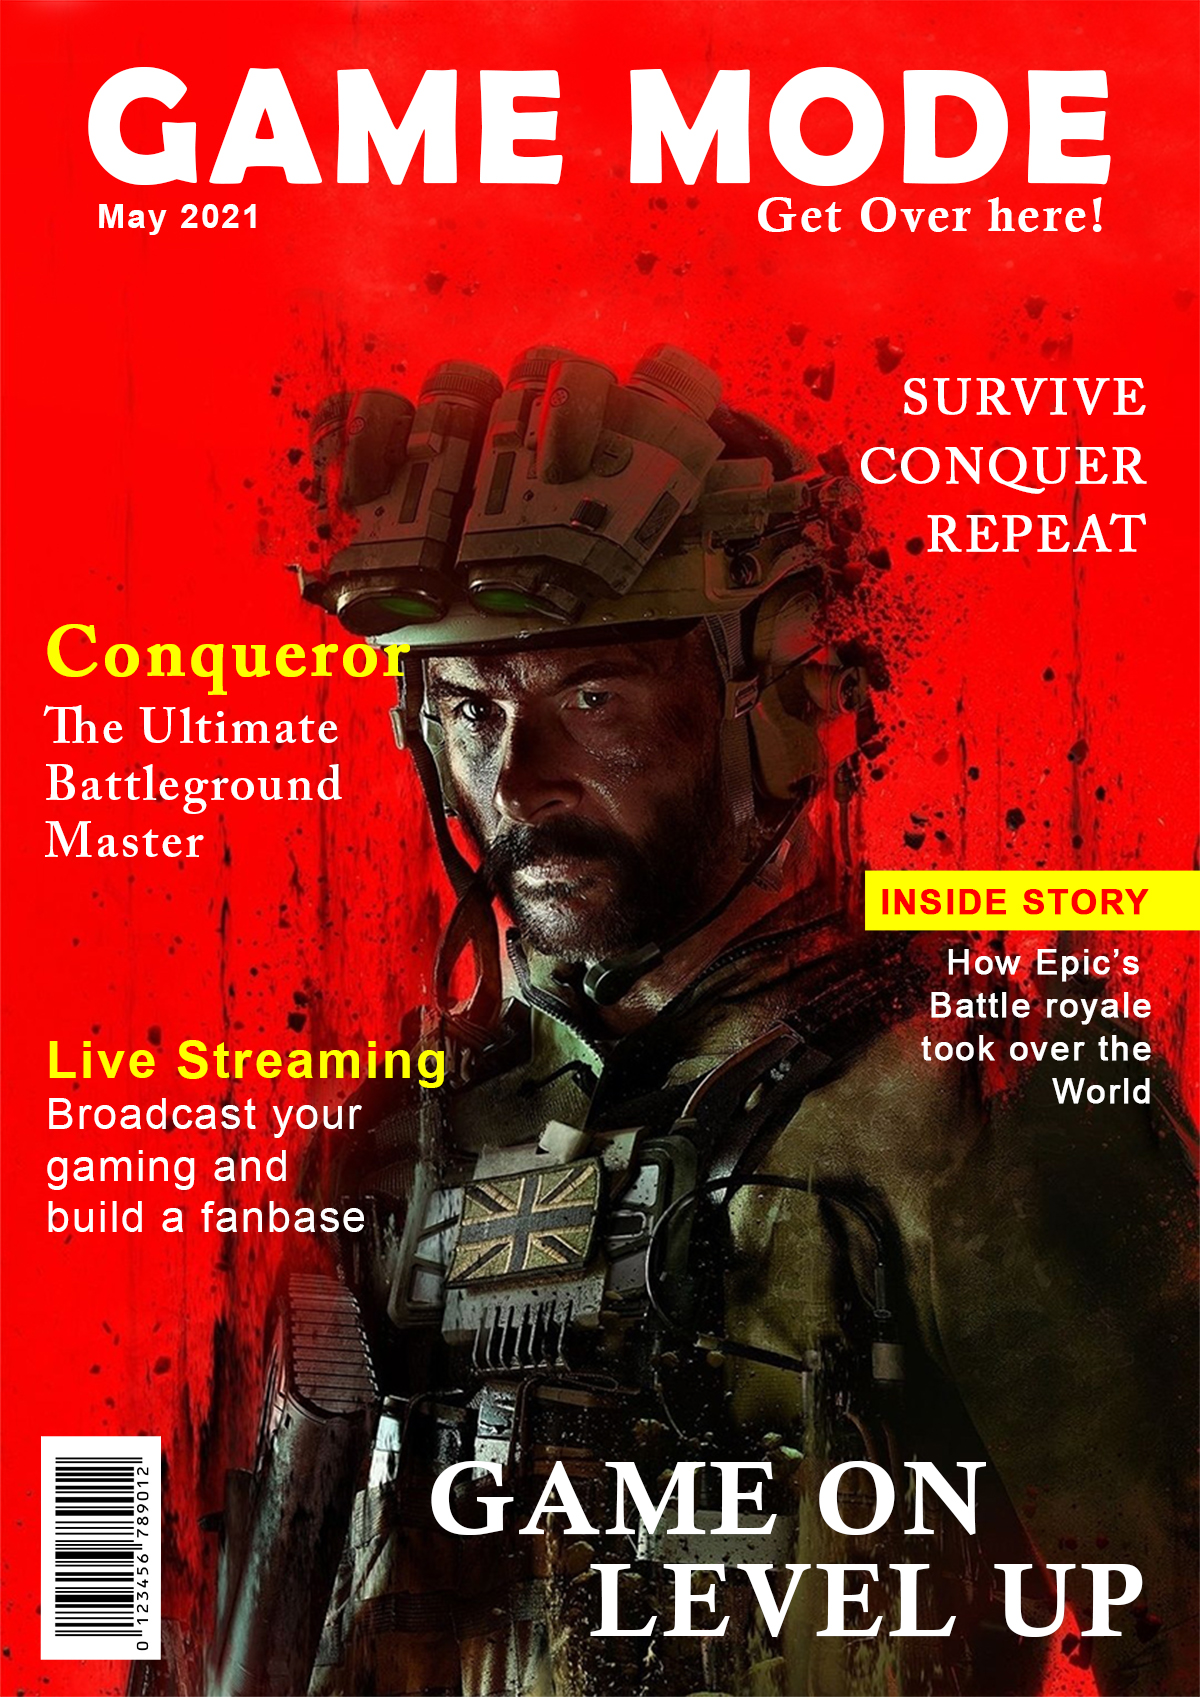 GAME MODE
May 2021
Get Over here!
SURVIVE
CONQUER
REPEAT
Conqueror
The Ultimate
Battleground
Master
INSIDE STORY
How Epic’s
Battle royale
took over the
World
Live Streaming
Broadcast your
gaming and
build a fanbase
GAME ON
LEVEL UP
0 123456 789012